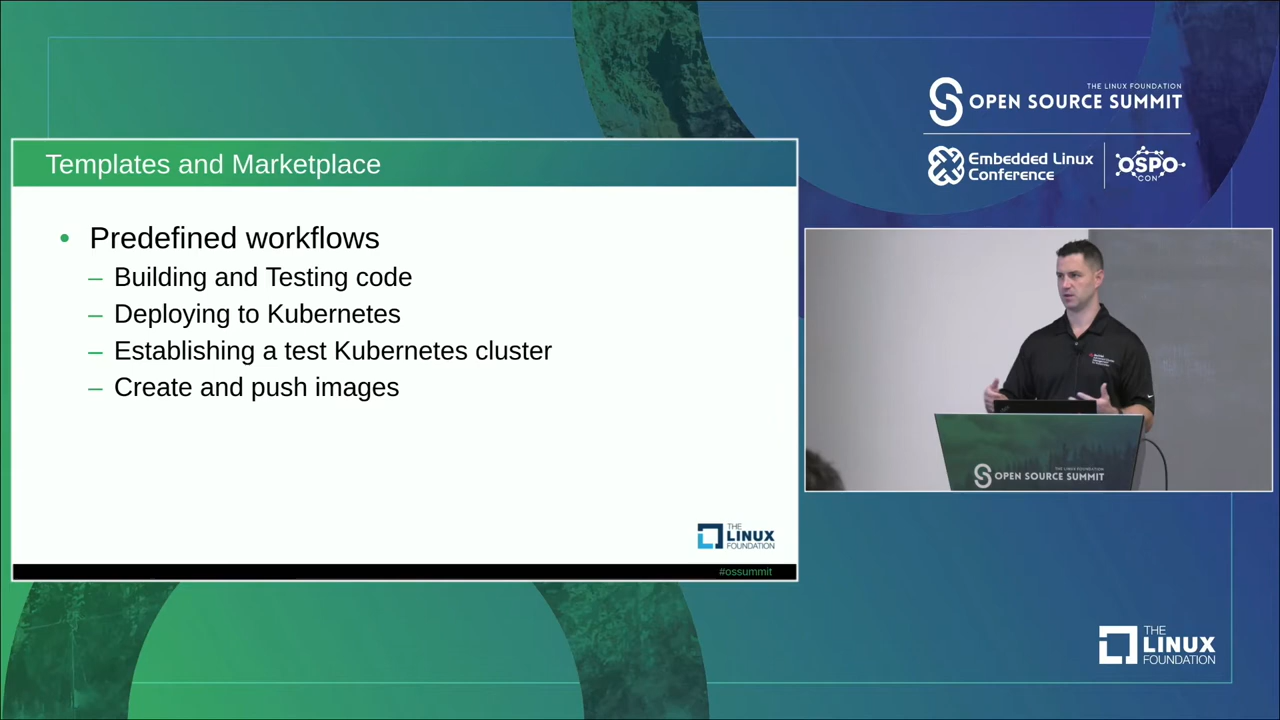 THE LINUX FOUNDATION
OPEN SOURCE SUMMIT
Embedded Linux
Conference
OSPO
CON
Templates and Marketplace
• Predefined workflows
– Building and Testing code
– Deploying to Kubernetes
– Establishing a test Kubernetes cluster
– Create and push images
THE
LINUX
FOUNDATION
#ossummit
THE LINUX FOUNDATION
OPEN SOURCE SUMMIT
THE
LINUX
FOUNDATION